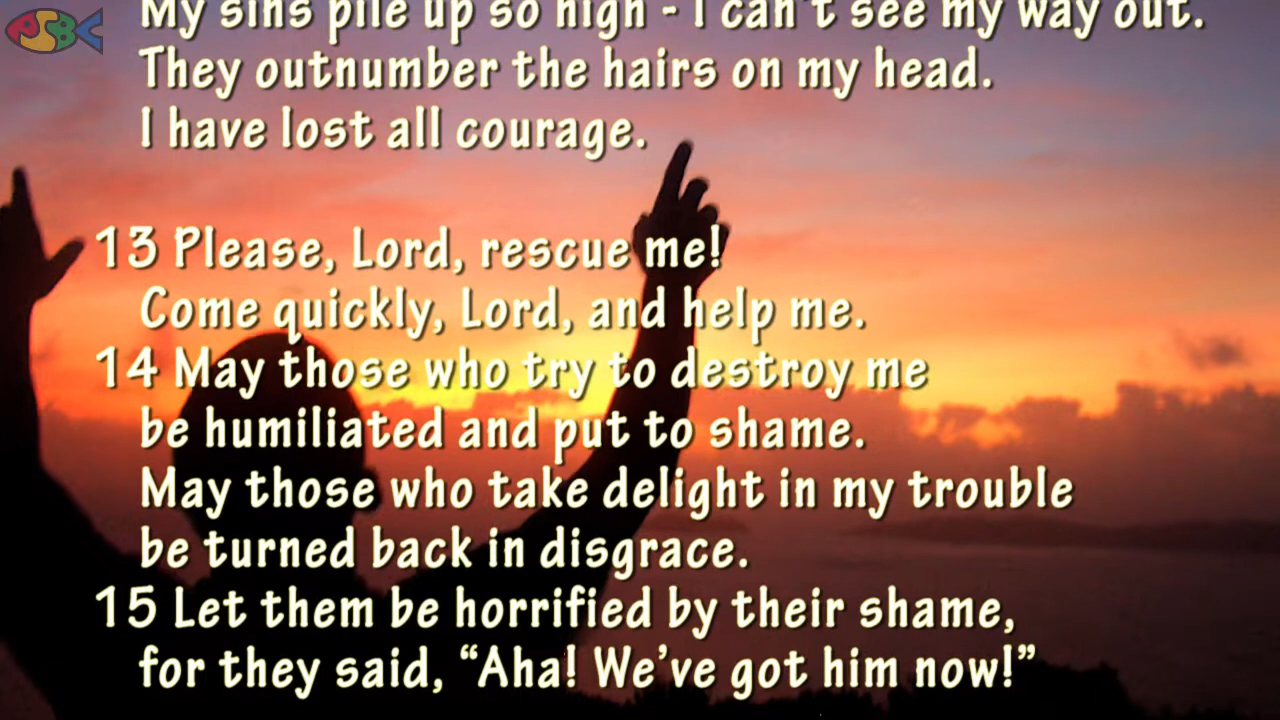 PSBC
My sins pile up so high - I can't see my way out.
They outnumber the hairs on my head.
I have lost all courage.
13 Please, Lord, rescue me!
Come quickly, Lord, and help me.
14 May those who try to destroy me
be humiliated and put to shame.
May those who take delight in my trouble
be turned back in disgrace.
15 Let them be horrified by their shame,
for they said, “Aha! We’ve got him now!”